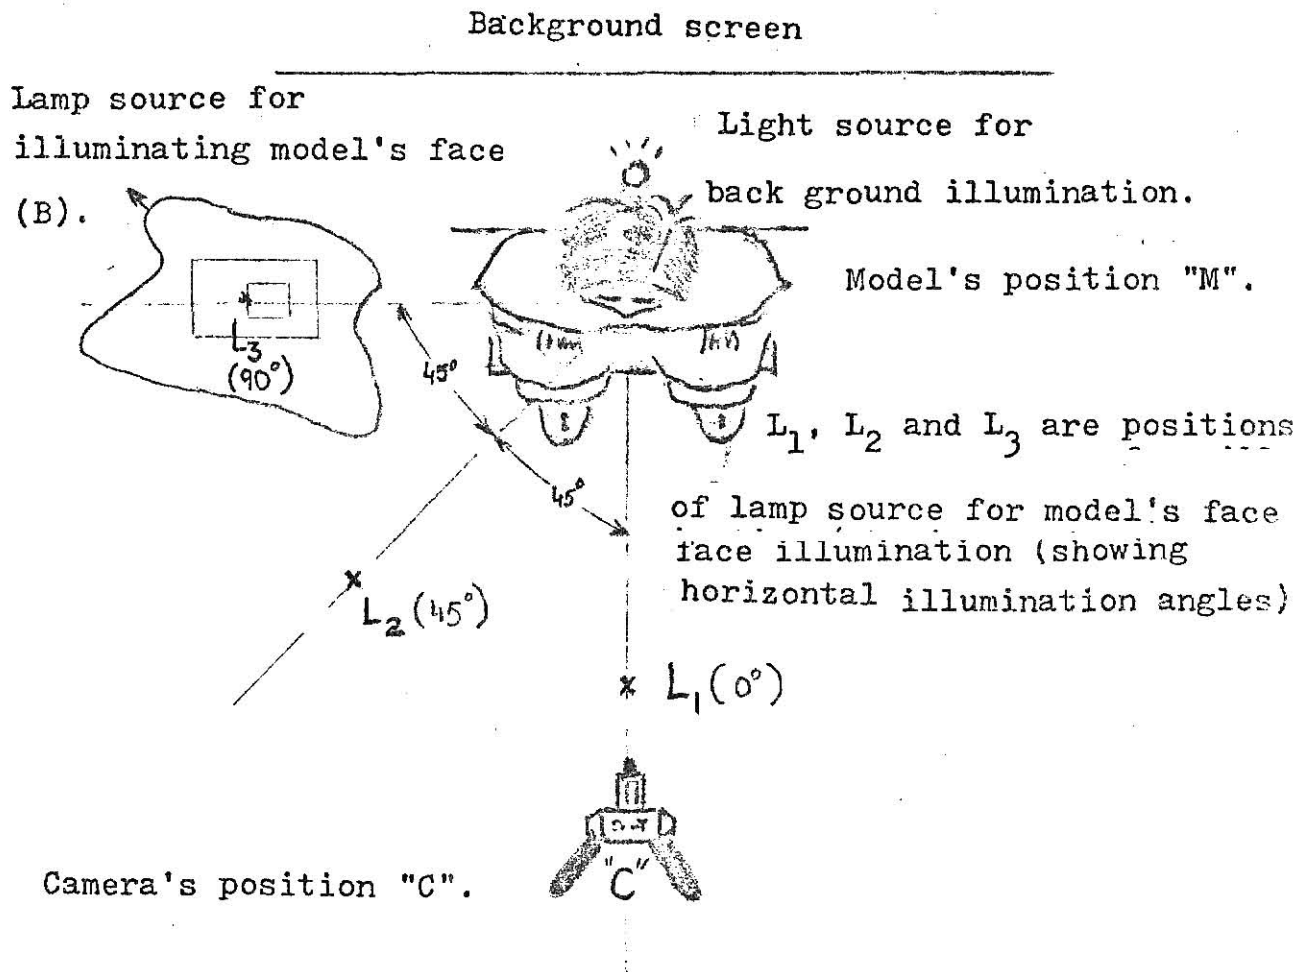 Background screen
Lamp source for
illuminating model's face
(B).
Light source for
back ground illumination.
Model's position "M".
L3
(90°)
45°
45°
L1, L2 and L3 are positions
of lamp source for model's face
face illumination (showing
horizontal illumination angles)
L2 (45°)
L1 (0°)
"C"
Camera's position "C".